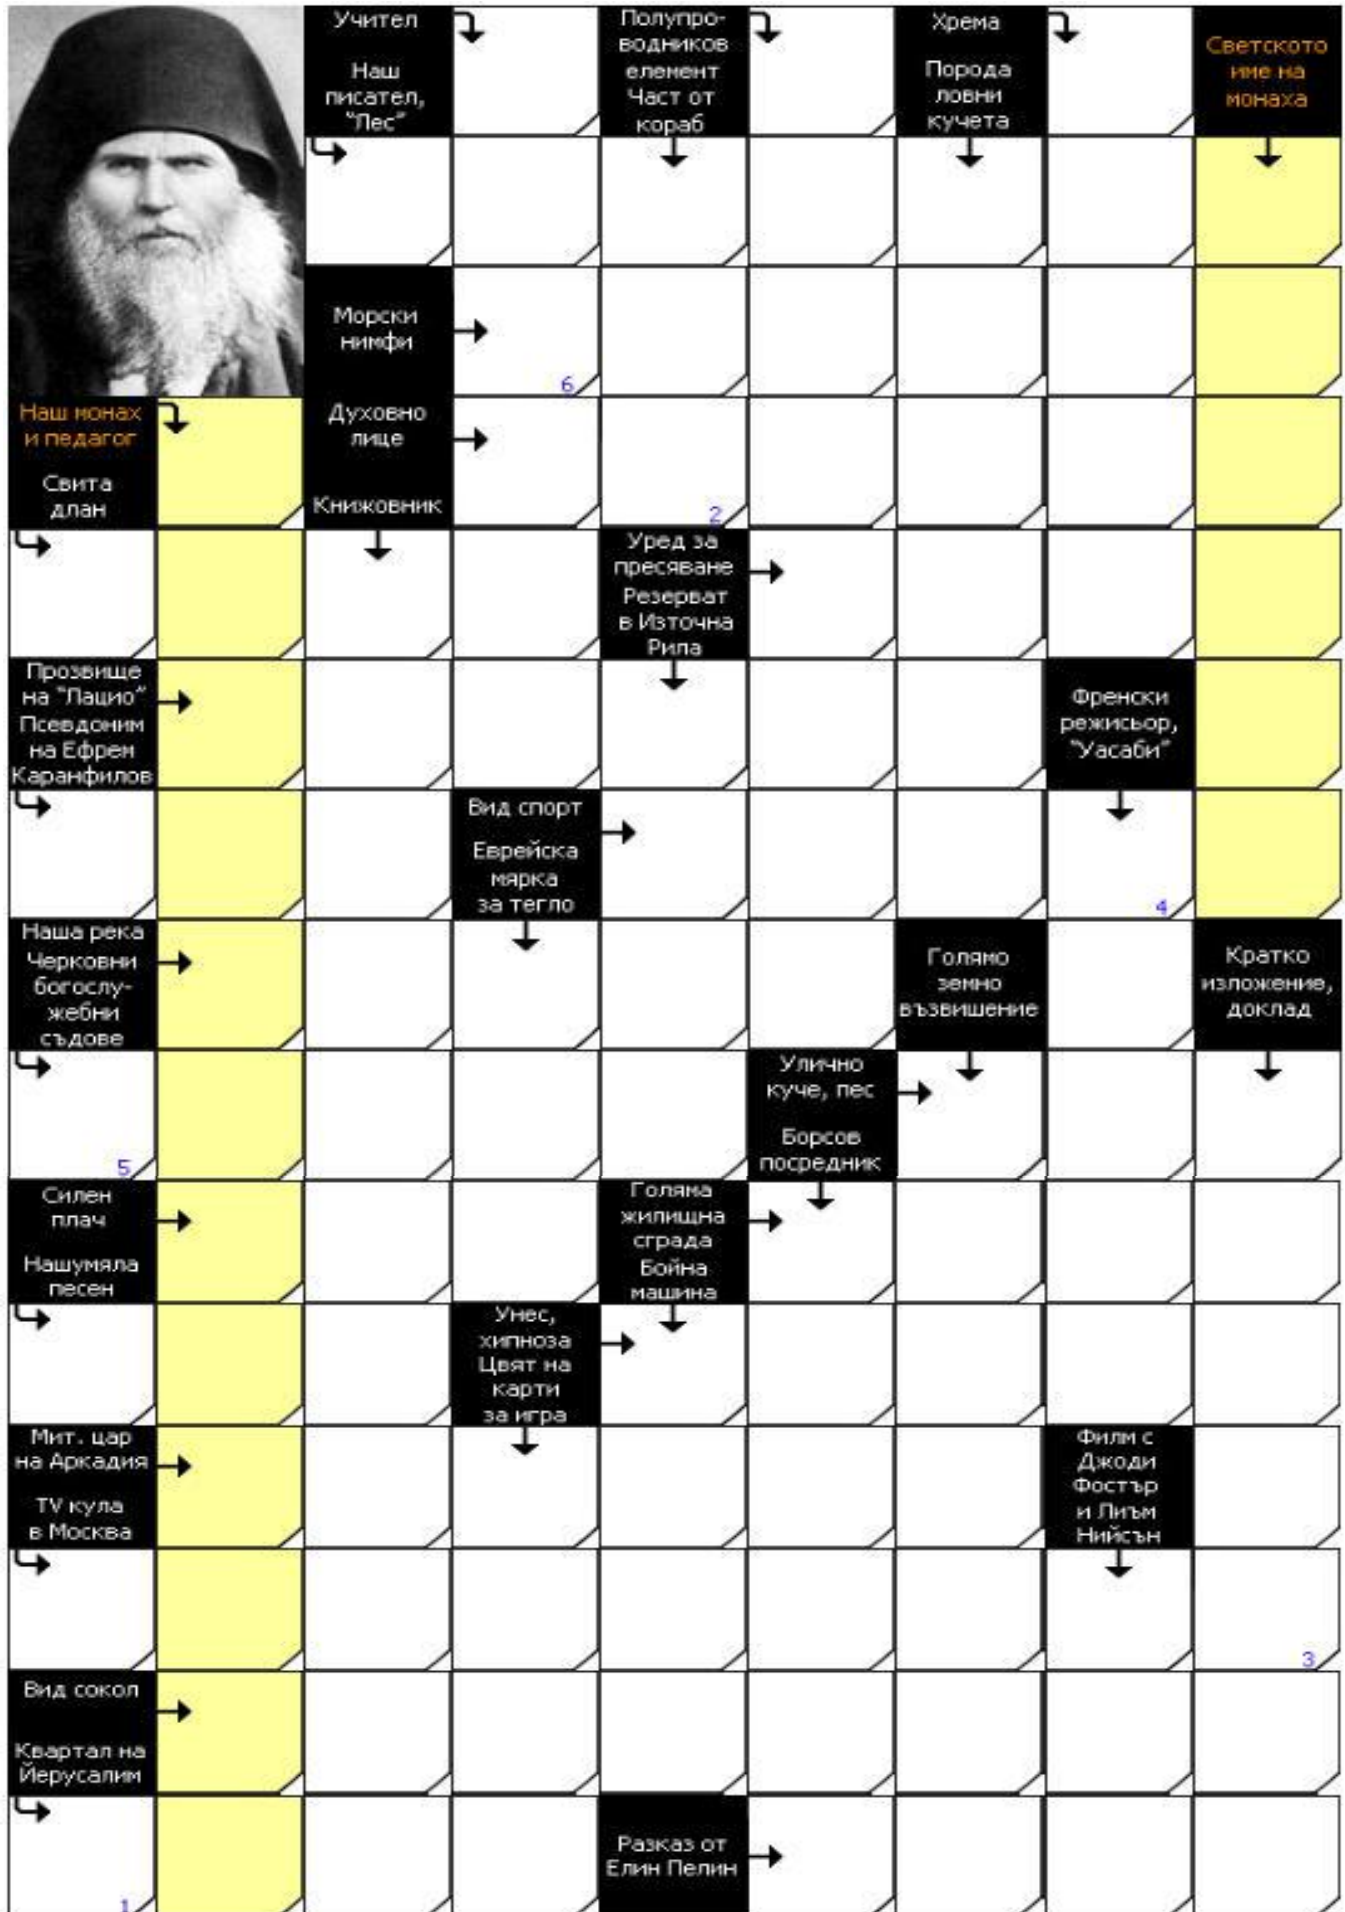 Учител
Наш
писател,
"Лес"
Полупро-
водников
елемент
Част от
кораб
Хрема
Порода
ловни
кучета
Светското
име на
монаха
Морски
нимфи
6
Наш монах
и педагог
Свита
длан
Духовно
лице
Книжовник
2
Уред за
пресяване
Резерват
в Източна
Рила
Прозвище
на "Лацио"
Псевдоним
на Ефрем
Каранфилов
Френски
режисьор,
"Уасаби"
Вид спорт
Еврейска
мярка
за тегло
4
Наша река
Черковни
богослу-
жебни
съдове
Голямо
земно
възвишение
Кратко
изложение,
доклад
5
Улично
куче, пес
Борсов
посредник
Силен
плач
Нашумяла
песен
Голяма
жилищна
сграда
Бойна
машина
Унес,
хипноза
Цвят на
карти
за игра
Мит. цар
на Аркадия
TV кула
в Москва
Филм с
Джоди
Фостър
и Лиъм
Нийсън
3
Вид сокол
Квартал на
Йерусалим
1
Разказ от
Елин Пелин